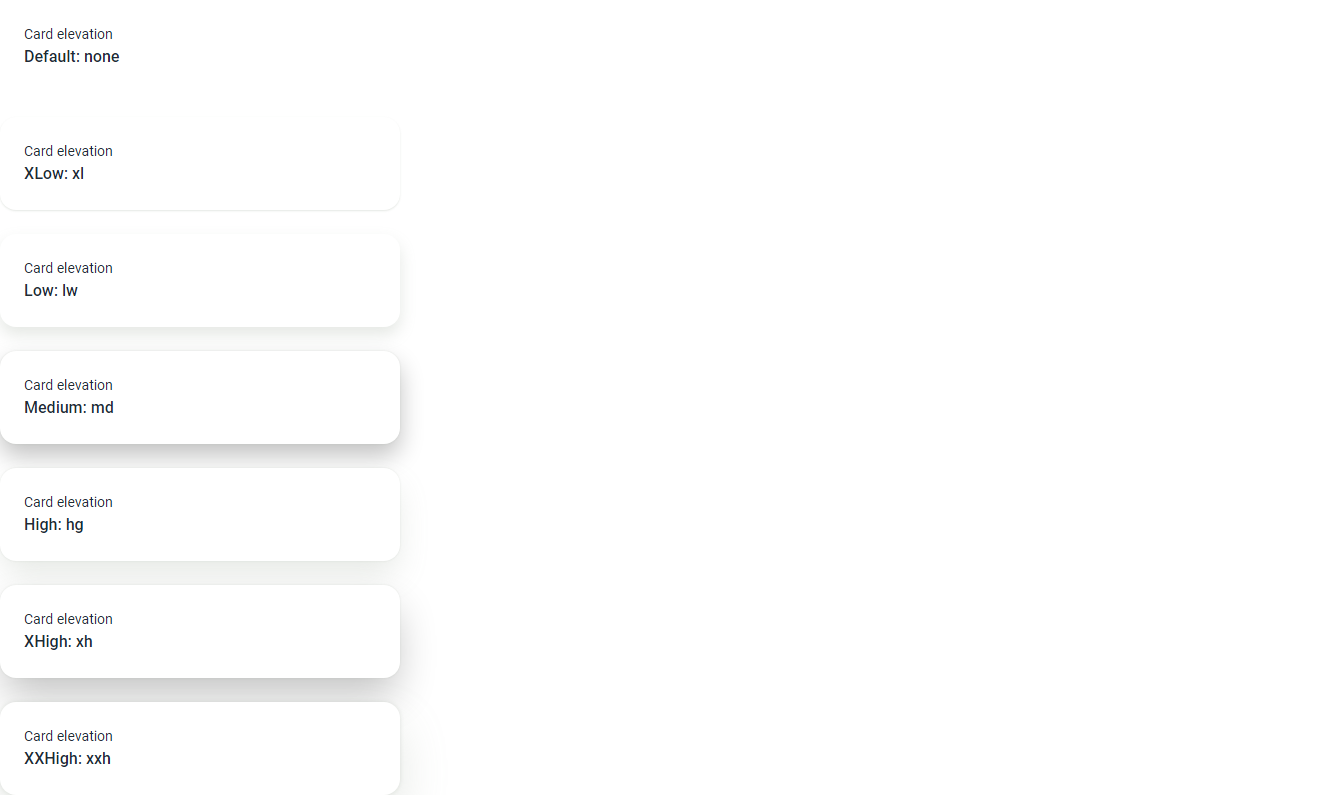 Card elevation
Default: none
Card elevation
XLow: xl
Card elevation
Low: lw
Card elevation
Medium: md
Card elevation
High: hg
Card elevation
XHigh: xh
Card elevation
XXHigh: xxh